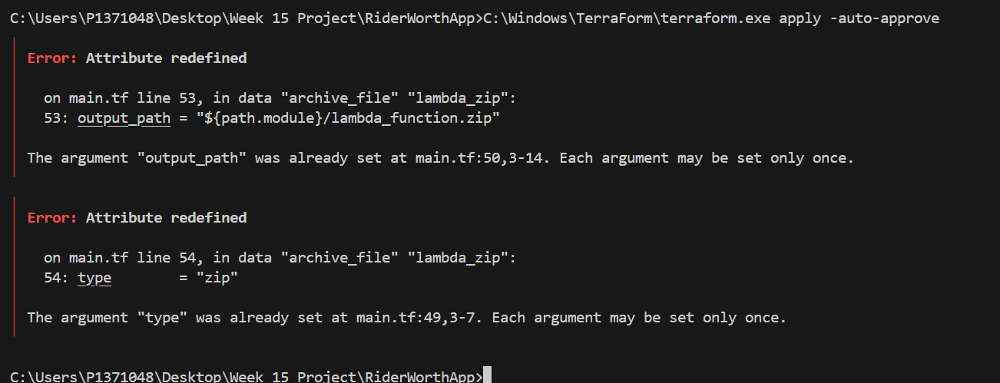 C:\Users\P1371048\Desktop\Week 15 Project\RiderWorthApp>C:\Windows\TerraForm\terraform.exe apply -auto-approve
Error: Attribute redefined
on main.tf line 53, in data "archive_file" "lambda_zip":
53: output_path = "${path.module}/lambda_function.zip"
The argument "output_path" was already set at main.tf:50,3-14. Each argument may be set only once.
Error: Attribute redefined
on main.tf line 54, in data "archive_file" "lambda_zip":
54: type        = "zip"
The argument "type" was already set at main.tf:49,3-7. Each argument may be set only once.
C:\Users\P1371048\Desktop\Week 15 Project\RiderWorthApp>